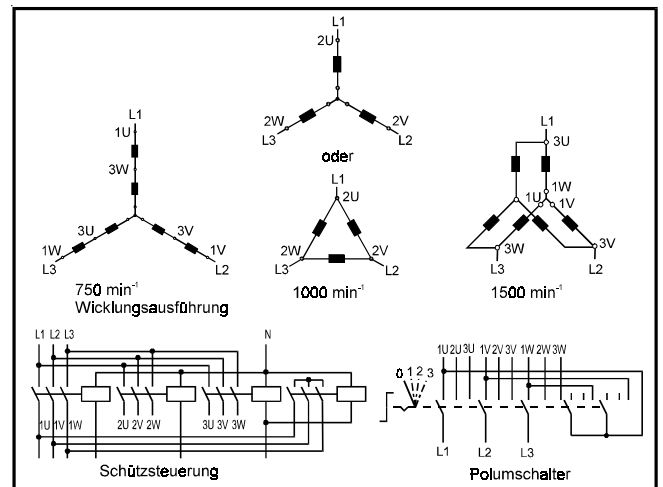 L1
2U
2W
2V
L3
L2
oder
L1
1U
3W
3U
3V
1W
1V
L3
L2
750 min⁻¹
Wicklungsausführung
L1
2U
2W
2V
L3
L2
1000 min⁻¹
L1
3U
1W
1U
1V
3W
3V
L3
L2
1500 min⁻¹
L1 L2 L3
N
1U 1V 1W
2U 2V 2W
3U 3V 3W
Schützsteuerung
1U 2U 3U 1V 2V 3V 1W 2W 3W
0 1 2 3
L1
L2
L3
Polumschalter